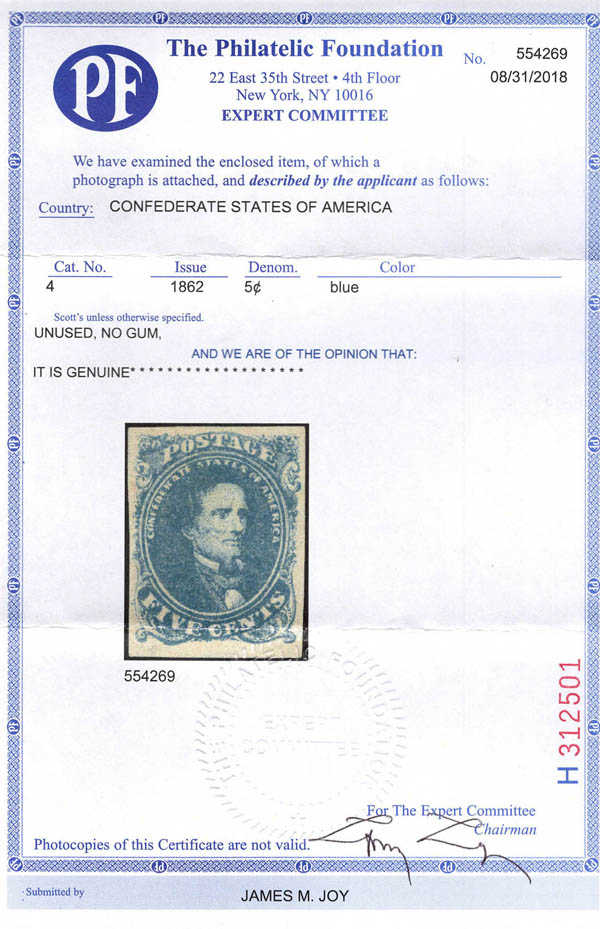 PF
The Philatelic Foundation
No. 554269
22 East 35th Street • 4th Floor
08/31/2018
New York, NY 10016
EXPERT COMMITTEE
We have examined the enclosed item, of which a
photograph is attached, and described by the applicant as follows:
Country: CONFEDERATE STATES OF AMERICA
Cat. No. Issue Denom. Color
4 1862 5¢ blue
Scott's unless otherwise specified.
UNUSED, NO GUM,
AND WE ARE OF THE OPINION THAT:
IT IS GENUINE* * * * * * * * * * * * * * * * * * *
POSTAGE
CONFEDERATE STATES OF AMERICA
FIVE CENTS
554269
THE PHILATELIC FOUNDATION
EXPERT
COMMITTEE
H 312501
For The Expert Committee
Chairman
Photocopies of this Certificate are not valid.
Submitted by
JAMES M. JOY